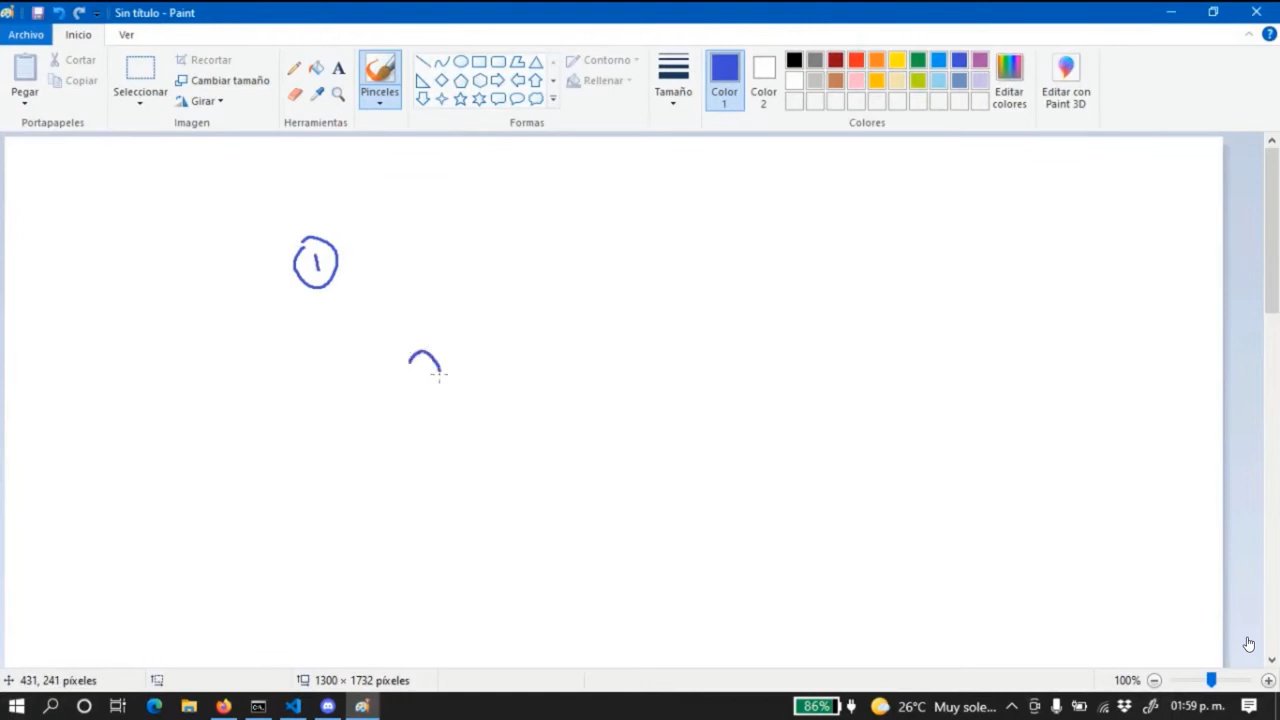 Sin título - Paint
Archivo Inicio Ver
Pegar
Cortar
Copiar
Portapapeles
Seleccionar
Recortar
Cambiar tamaño
Girar
Imagen
A
Herramientas
Pinceles
Contorno
Rellenar
Formas
Tamaño
Color 1
Color 2
Editar colores
Colores
Editar con Paint 3D
1
431, 241 píxeles
1300 × 1732 píxeles
100%
86%
26°C Muy sole...
01:59 p. m.